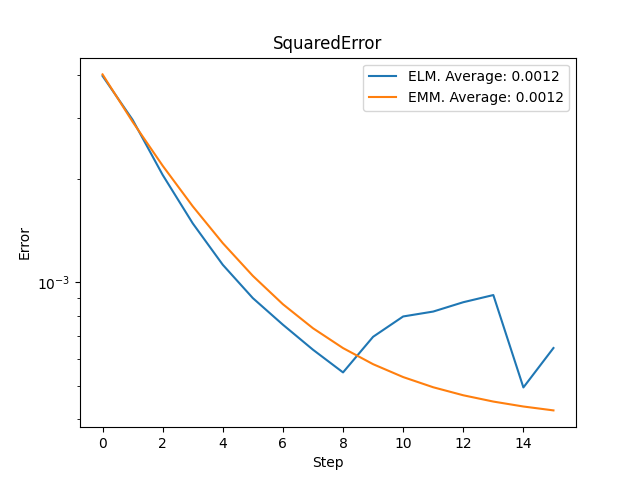 SquaredError
ELM. Average: 0.0012
EMM. Average: 0.0012
Error
10⁻³
0 2 4 6 8 10 12 14
Step